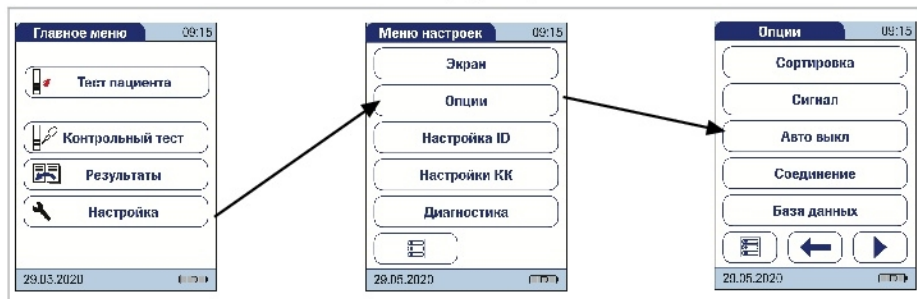 Главное меню 09:15
Тест пациента
Контрольный тест
Результаты
Настройка
29.05.2020
Меню настроек 09:15
Экран
Опции
Настройка ID
Настройки КК
Диагностика
29.05.2020
Опции 09:15
Сортировка
Сигнал
Авто выкл
Соединение
База данных
29.05.2020